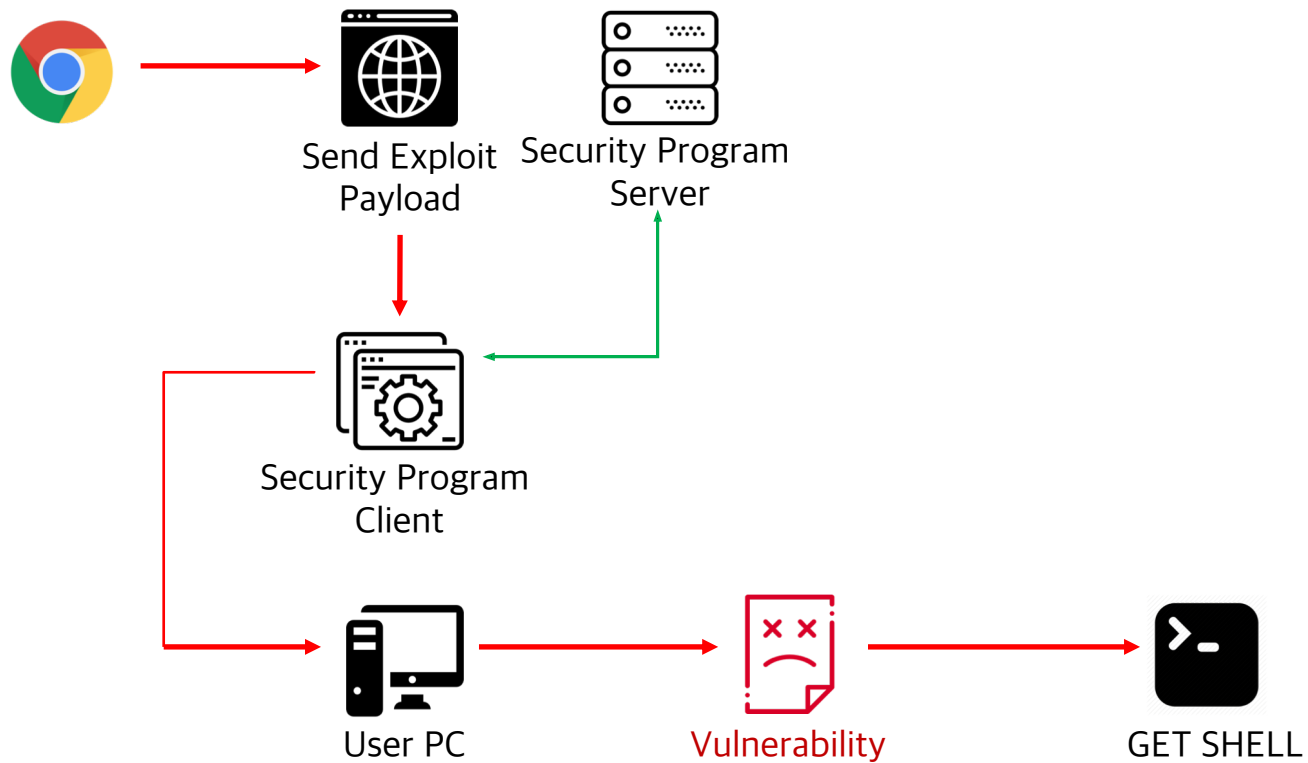 Send Exploit
Payload
Security Program
Server
Security Program
Client
User PC
Vulnerability
GET SHELL